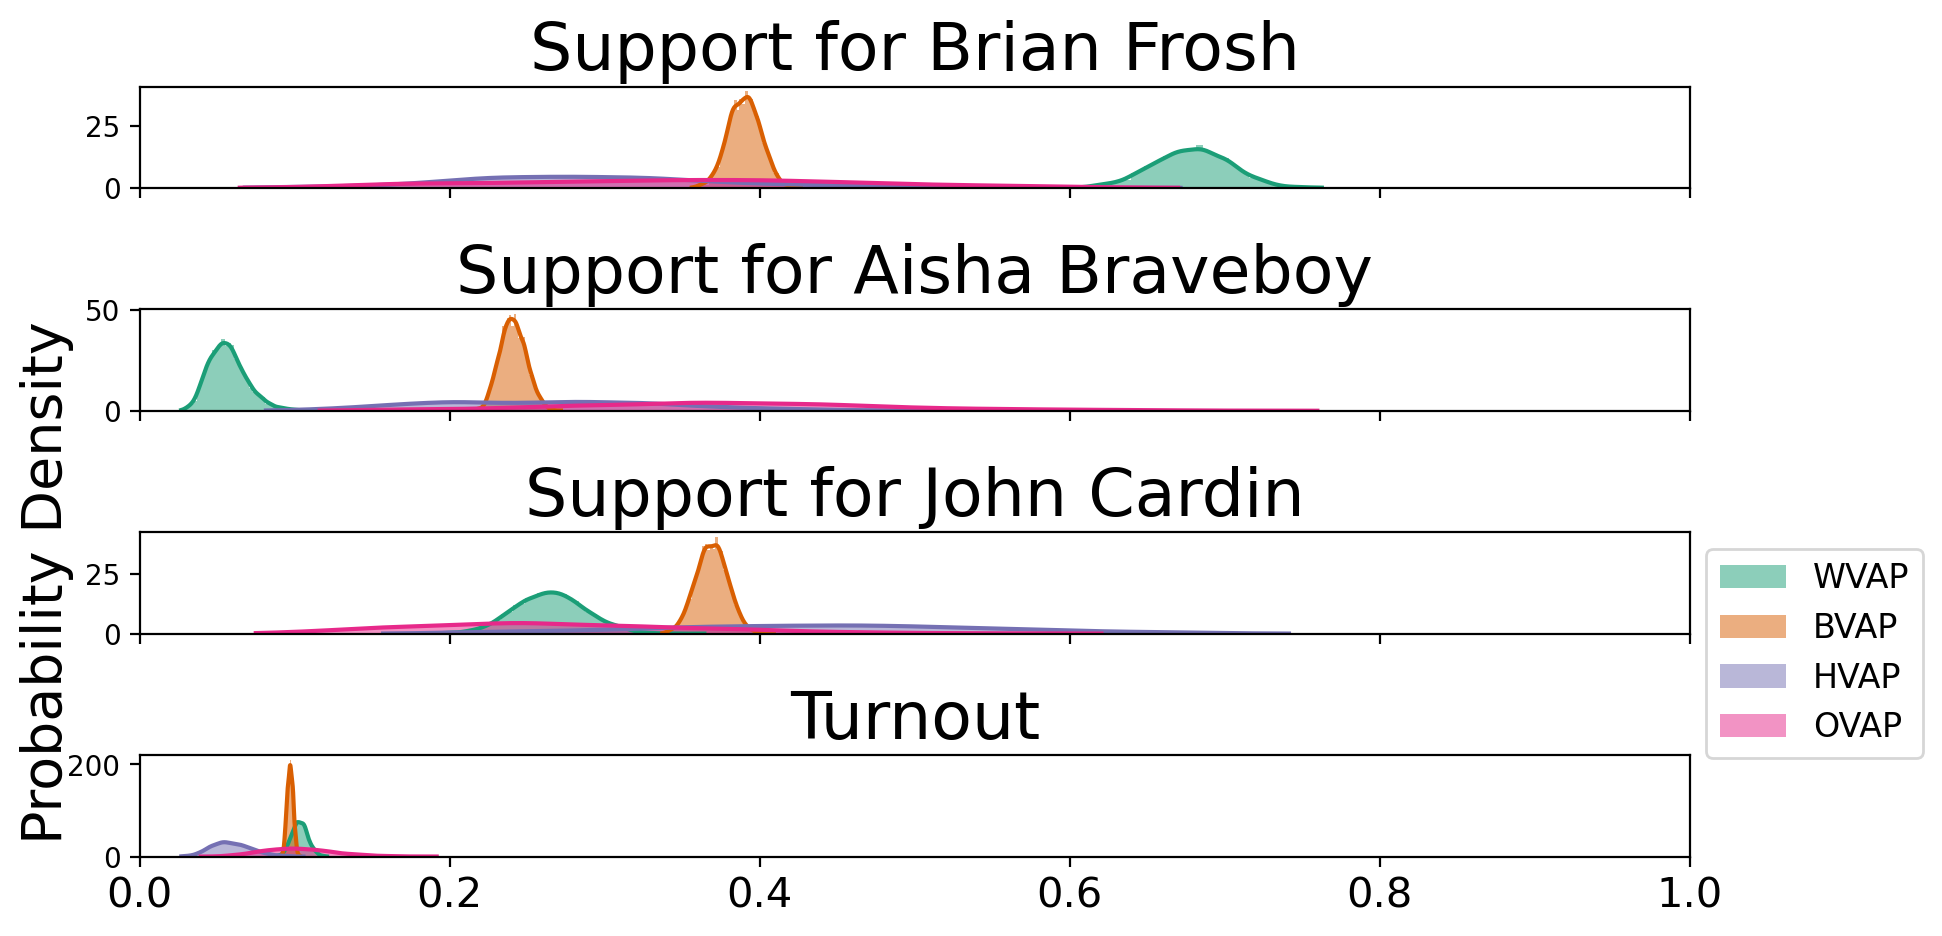 Support for Brian Frosh
25
0
Support for Aisha Braveboy
50
0
Support for John Cardin
25
0
Turnout
200
0
0.0 0.2 0.4 0.6 0.8 1.0
Probability Density
WVAP
BVAP
HVAP
OVAP